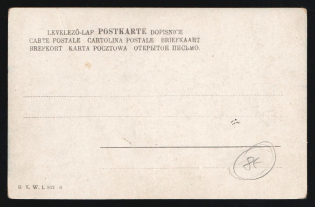 LEVELEZŐ-LAP POSTKARTE DOPISNICE
CARTE POSTALE CARTOLINA POSTALE BRIEFKAART
BREFKORT KARTA POCZTOWA ОТКРЫТОЕ ПИСЬМО.